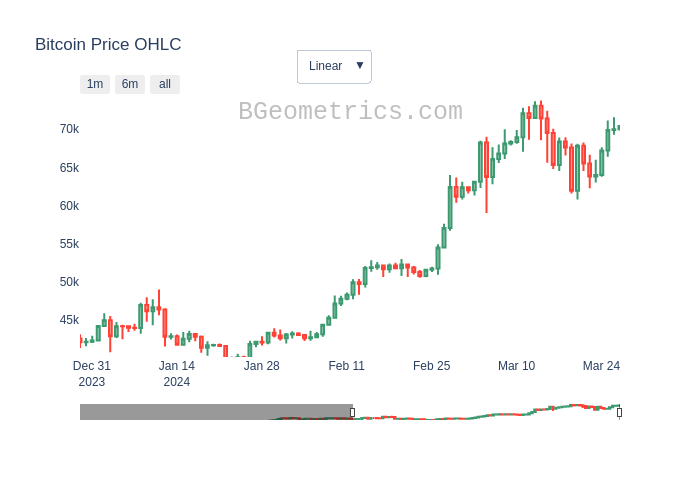 Bitcoin Price OHLC
Linear ▼
1m 6m all
BGeometrics.com
70k
65k
60k
55k
50k
45k
Dec 31 Jan 14 Jan 28 Feb 11 Feb 25 Mar 10 Mar 24
2023 2024